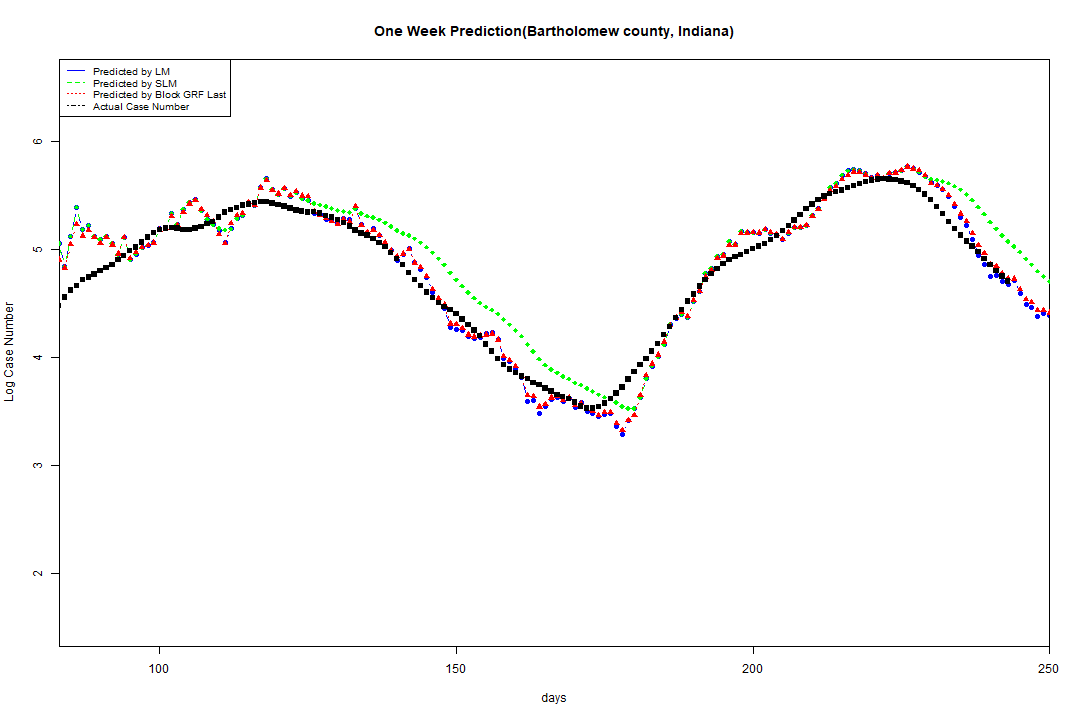 One Week Prediction(Bartholomew county, Indiana)
Predicted by LM
Predicted by SLM
Predicted by Block GRF Last
Actual Case Number
6
5
4
3
2
Log Case Number
100 150 200 250
days